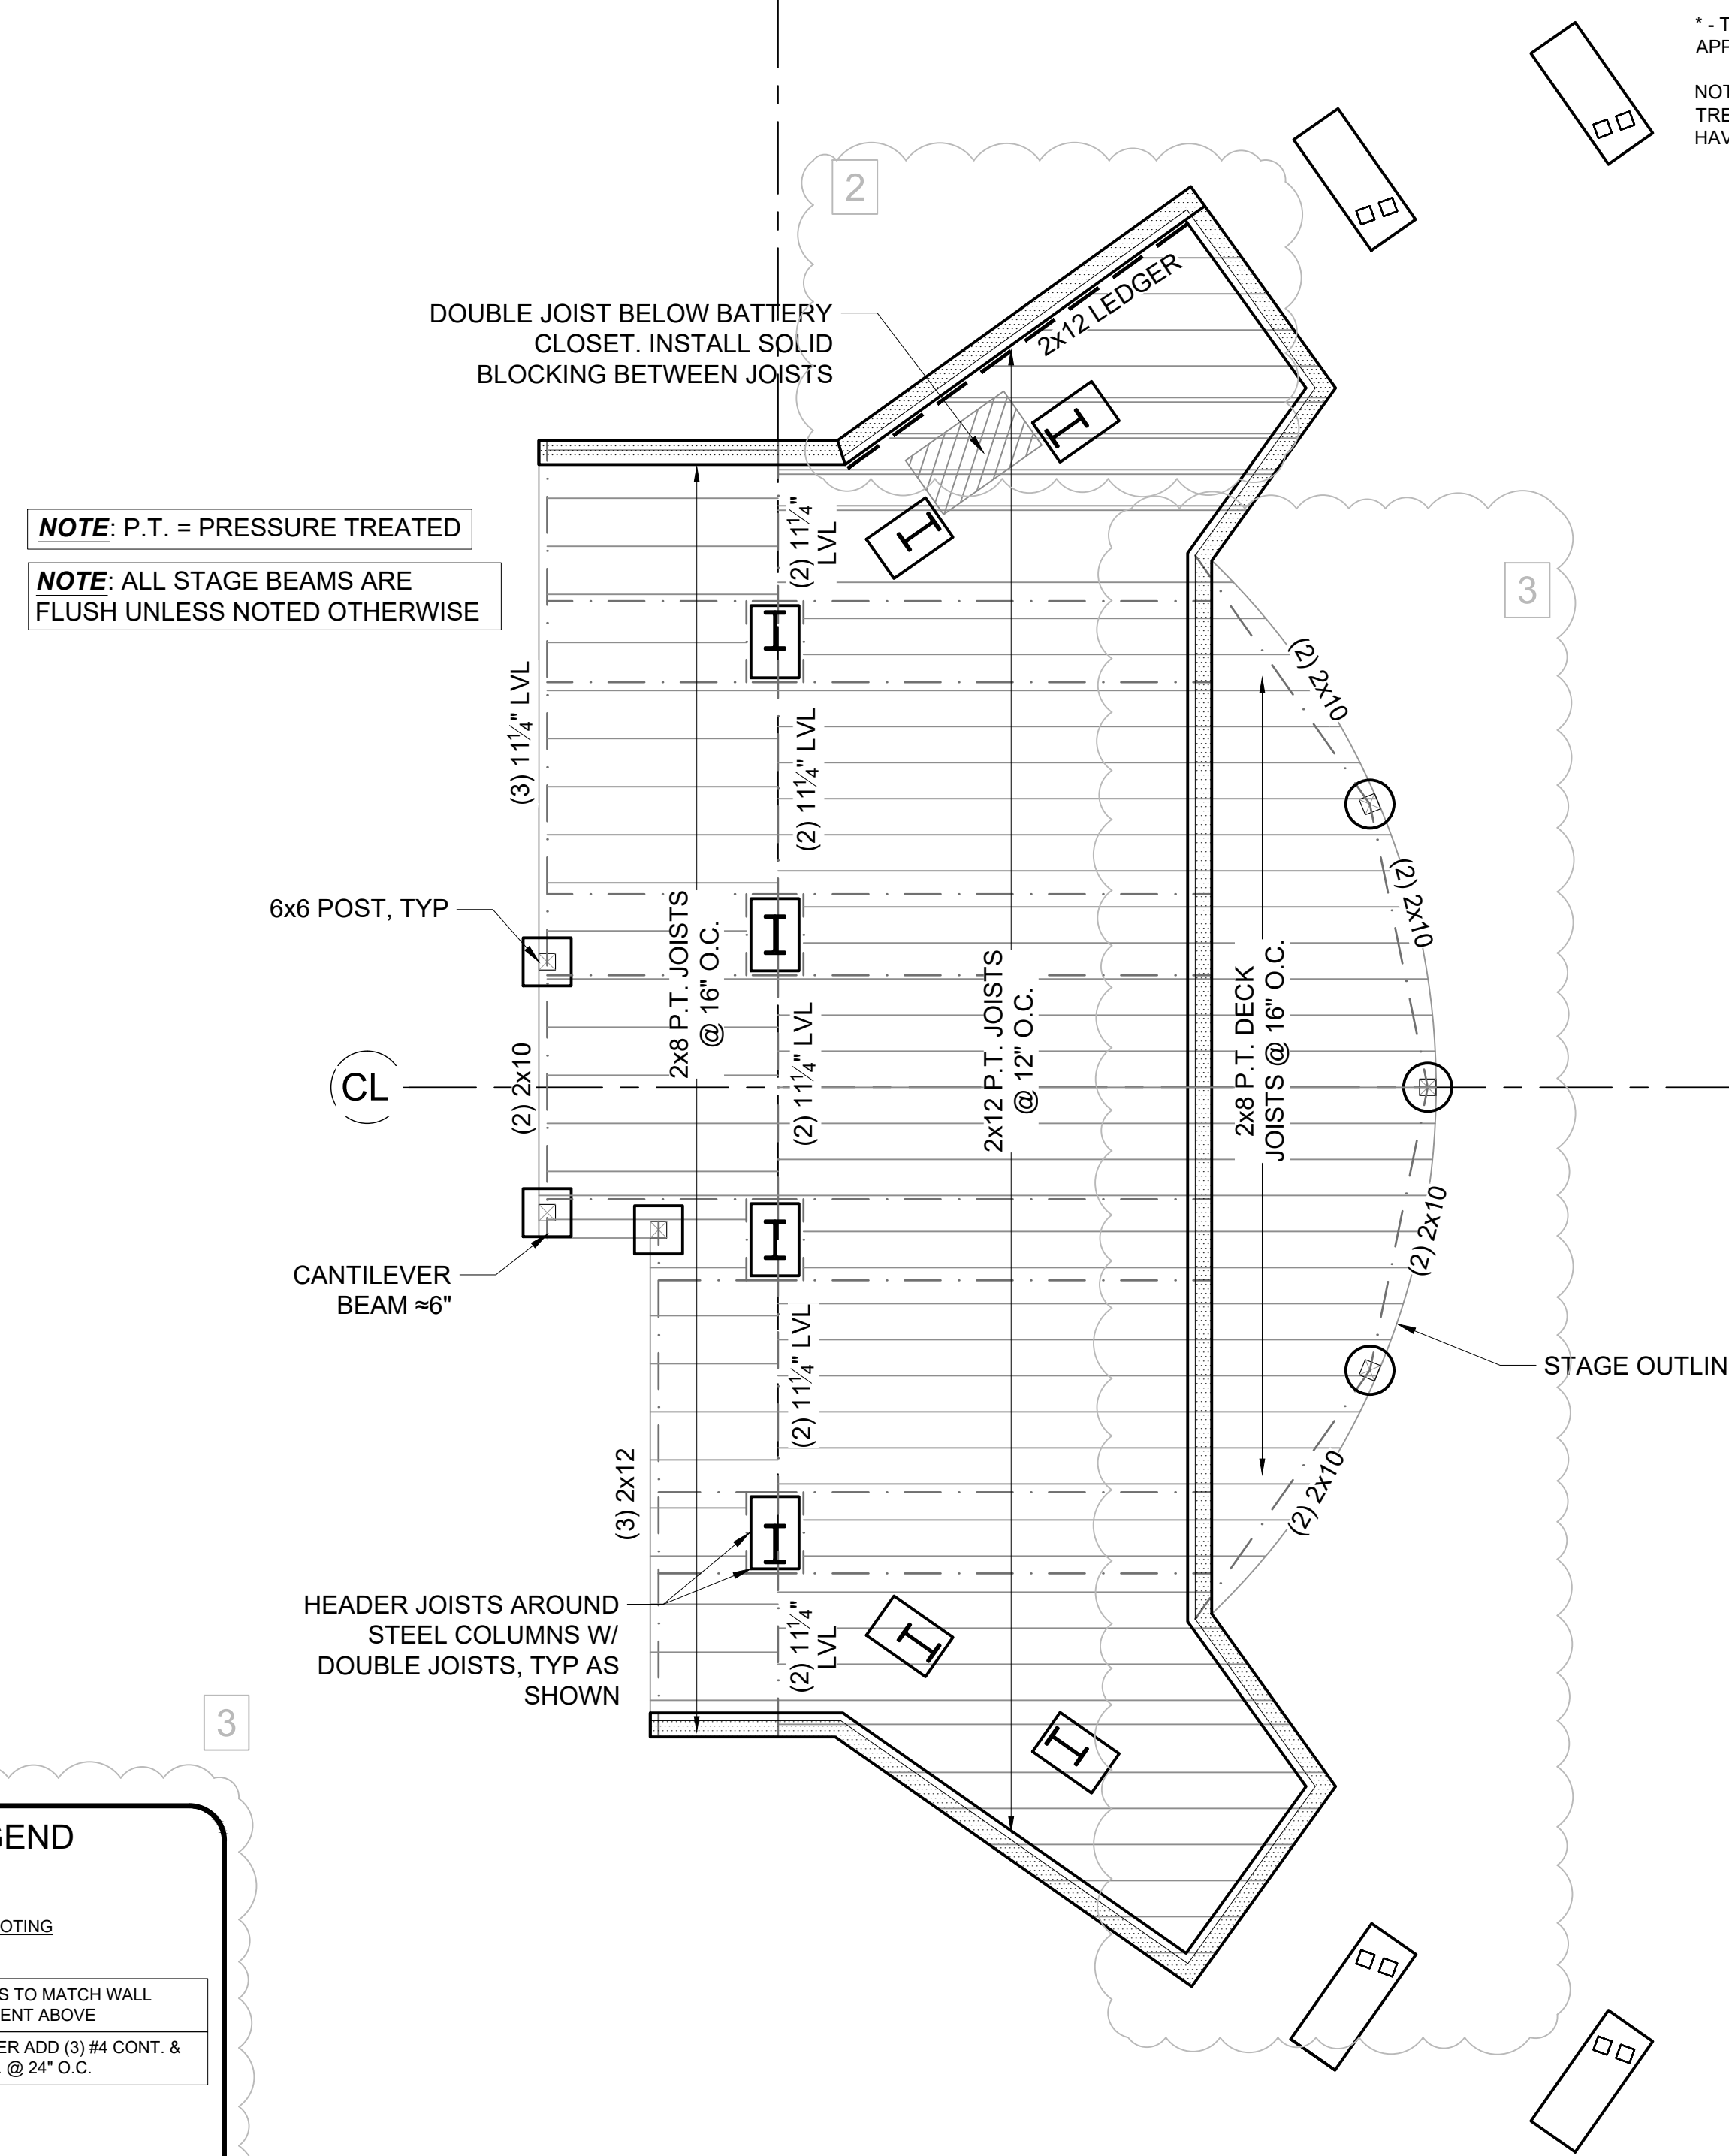 * - T
APP
NOT
TRE
HAV
2
2x12 LEDGER
DOUBLE JOIST BELOW BATTERY
CLOSET. INSTALL SOLID
BLOCKING BETWEEN JOISTS
NOTE: P.T. = PRESSURE TREATED
NOTE: ALL STAGE BEAMS ARE
FLUSH UNLESS NOTED OTHERWISE
(2) 11¼"
LVL
3
(3) 11¼" LVL
(2) 11¼" LVL
(2) 2x10
(2) 2x10
6x6 POST, TYP
2x8 P.T. JOISTS
@ 16" O.C.
2x12 P.T. JOISTS
@ 12" O.C.
2x8 P.T. DECK
JOISTS @ 16" O.C.
(2) 11¼" LVL
CL
(2) 2x10
(2) 2x10
CANTILEVER
BEAM ≈6"
(2) 11¼" LVL
STAGE OUTLIN
(3) 2x12
(2) 2x10
HEADER JOISTS AROUND
STEEL COLUMNS W/
DOUBLE JOISTS, TYP AS
SHOWN
(2) 11¼"
LVL
3
GEND
OTING
S TO MATCH WALL
ENT ABOVE
ER ADD (3) #4 CONT. &
. @ 24" O.C.